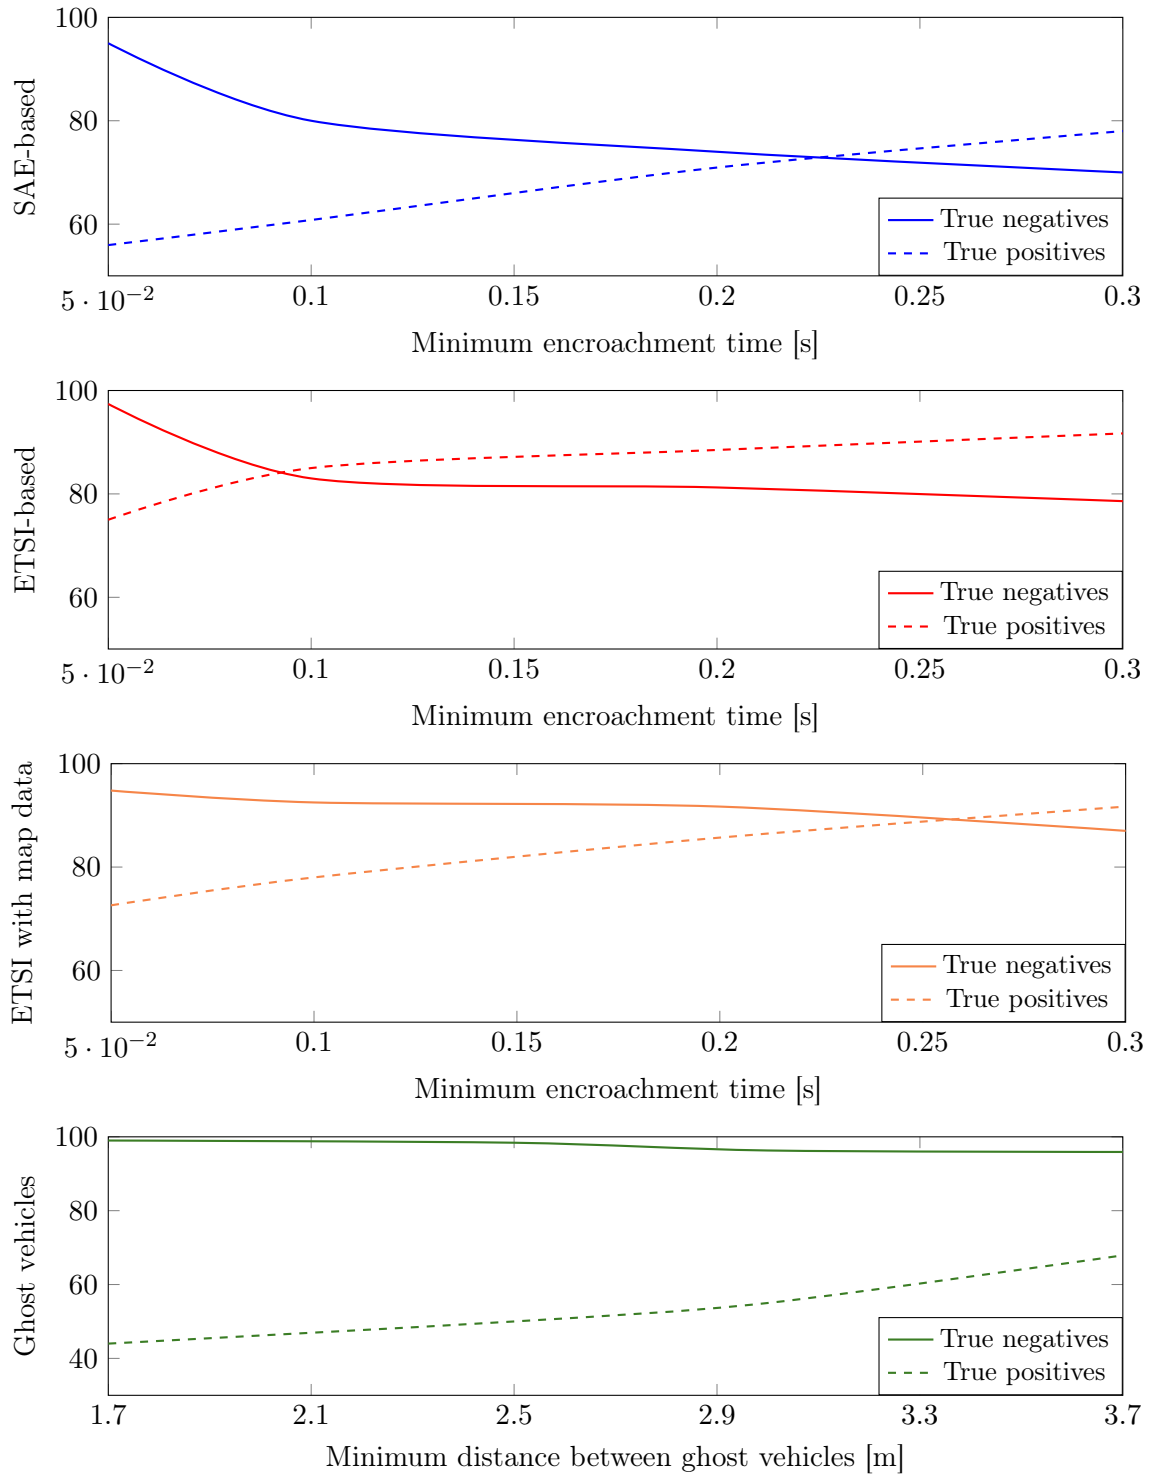 SAE-based
100
80
60
5 · 10⁻²
0.1
0.15
0.2
0.25
0.3
Minimum encroachment time [s]
True negatives
True positives
ETSI-based
100
80
60
5 · 10⁻²
0.1
0.15
0.2
0.25
0.3
Minimum encroachment time [s]
True negatives
True positives
ETSI with map data
100
80
60
5 · 10⁻²
0.1
0.15
0.2
0.25
0.3
Minimum encroachment time [s]
True negatives
True positives
Ghost vehicles
100
80
60
40
1.7
2.1
2.5
2.9
3.3
3.7
Minimum distance between ghost vehicles [m]
True negatives
True positives